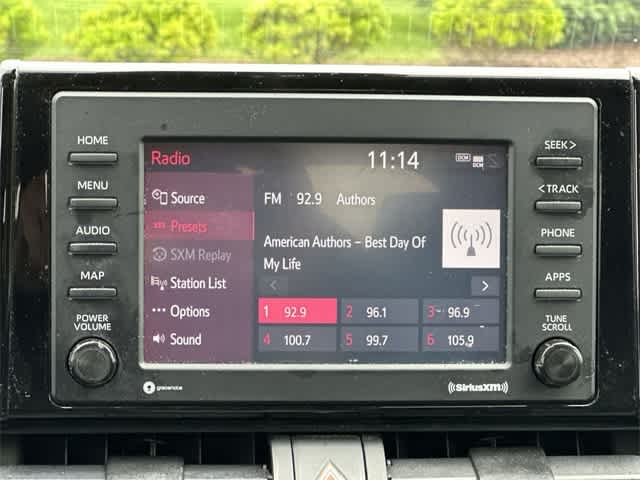 HOME
MENU
AUDIO
MAP
POWER
VOLUME
Radio
11:14
DCM
DCM
Source
Presets
SXM Replay
Station List
Options
Sound
FM 92.9 Authors
American Authors – Best Day Of
My Life
< >
1 92.9 2 96.1 3 96.9
4 100.7 5 99.7 6 105.9
SEEK >
< TRACK
PHONE
APPS
TUNE
SCROLL
gracenote
((SiriusXM))